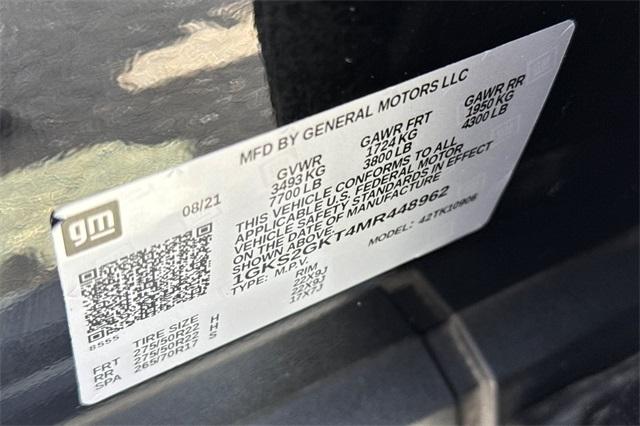 gm
08/21
MFD BY GENERAL MOTORS LLC
GVWR GAWR FRT GAWR RR
3493 KG 1724 KG 1950 KG
7700 LB 3800 LB 4300 LB
THIS VEHICLE CONFORMS TO ALL
APPLICABLE U.S. FEDERAL MOTOR
VEHICLE SAFETY STANDARDS IN EFFECT
ON THE DATE OF MANUFACTURE
SHOWN ABOVE.
1GKS2GKT4MR448962
TYPE: M.P.V. MODEL: 42TK10906
8555
TIRE SIZE RIM
FRT 275/50R22 H 22X9J
RR 275/50R22 H 22X9J
SPA 265/70R17 S 17X7J